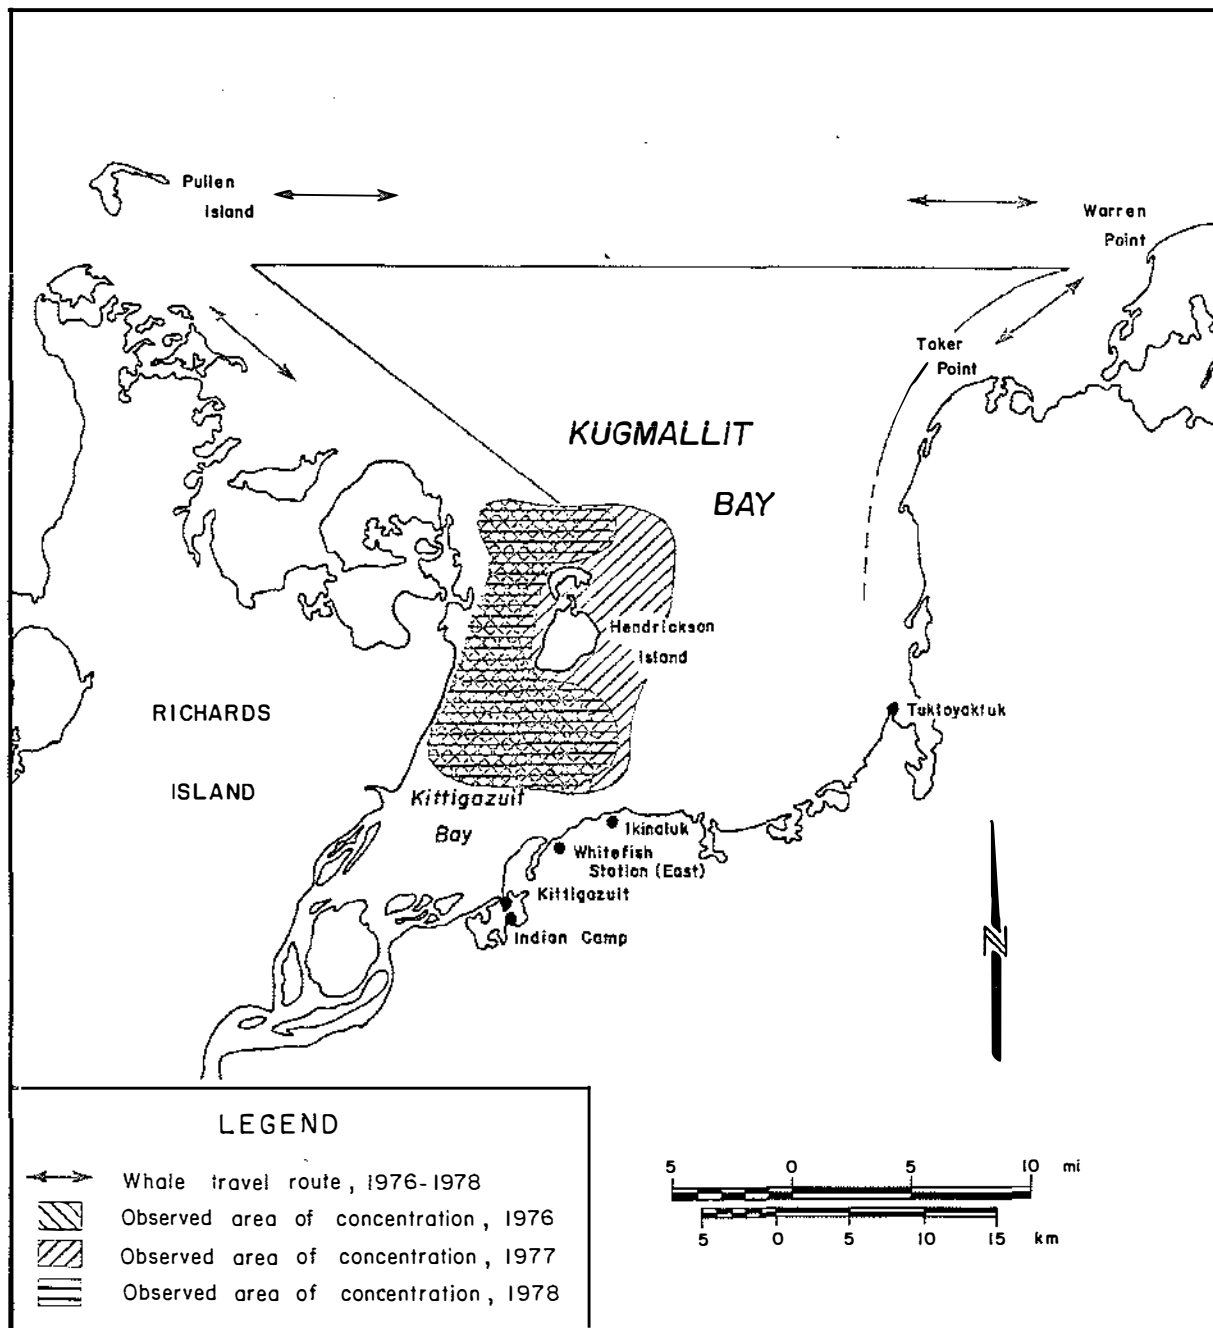 Pullen
Island
Warren
Point
Toker
Point
KUGMALLIT
BAY
Hendrickson
Island
RICHARDS
ISLAND
Tuktoyaktuk
Kittigazuit
Bay
Ikinaluk
Whitefish
Station (East)
Kittigazuit
Indian Camp
N
LEGEND
Whale travel route, 1976-1978
Observed area of concentration, 1976
Observed area of concentration, 1977
Observed area of concentration, 1978
5 0 5 10 mi
5 0 5 10 15 km